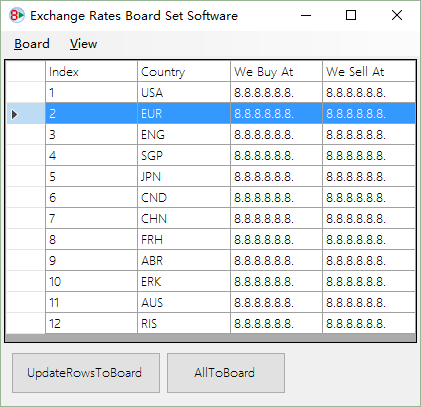 Exchange Rates Board Set Software
Board View
Index Country We Buy At We Sell At
1 USA 8.8.8.8.8.8. 8.8.8.8.8.8.
2 EUR 8.8.8.8.8.8. 8.8.8.8.8.8.
3 ENG 8.8.8.8.8.8. 8.8.8.8.8.8.
4 SGP 8.8.8.8.8.8. 8.8.8.8.8.8.
5 JPN 8.8.8.8.8.8. 8.8.8.8.8.8.
6 CND 8.8.8.8.8.8. 8.8.8.8.8.8.
7 CHN 8.8.8.8.8.8. 8.8.8.8.8.8.
8 FRH 8.8.8.8.8.8. 8.8.8.8.8.8.
9 ABR 8.8.8.8.8.8. 8.8.8.8.8.8.
10 ERK 8.8.8.8.8.8. 8.8.8.8.8.8.
11 AUS 8.8.8.8.8.8. 8.8.8.8.8.8.
12 RIS 8.8.8.8.8.8. 8.8.8.8.8.8.
UpdateRowsToBoard AllToBoard